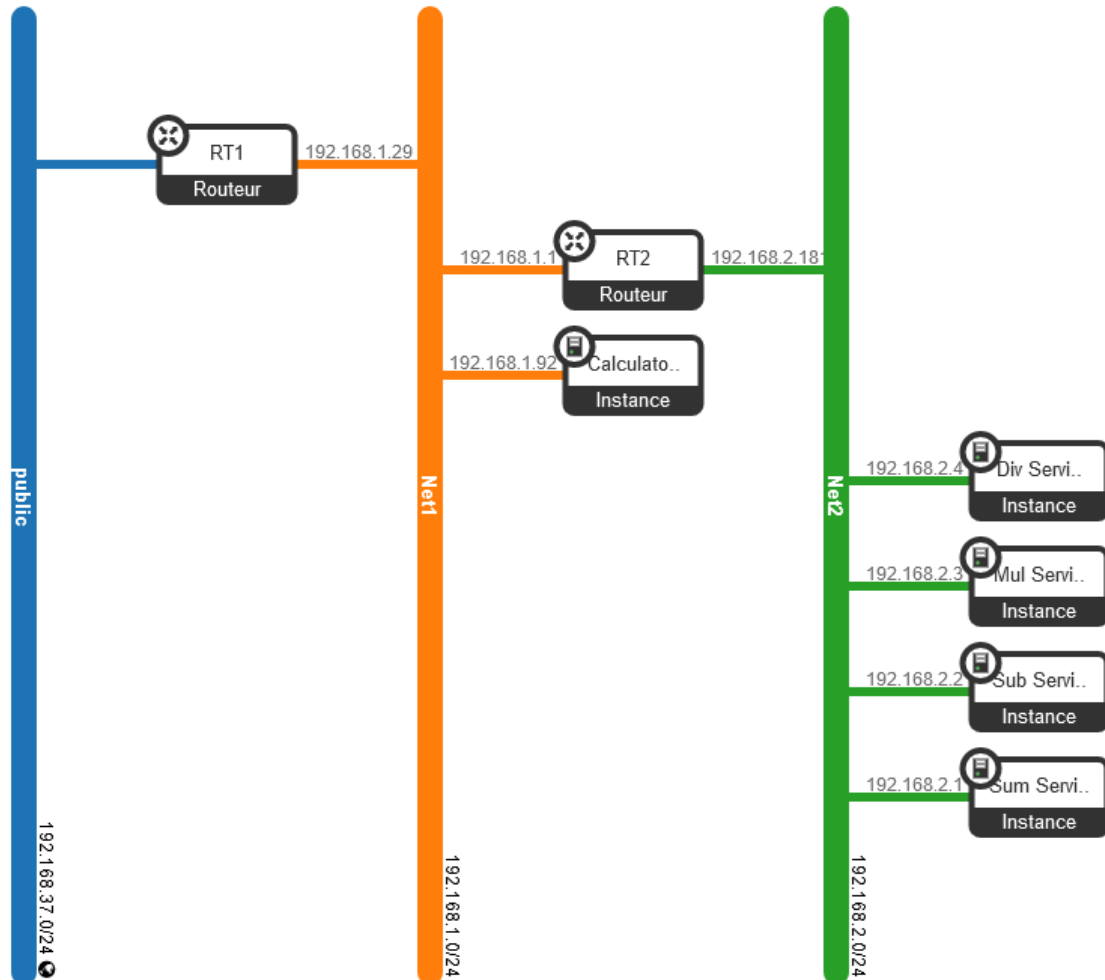 RT1
Routeur
192.168.1.29
192.168.1.1
RT2
Routeur
192.168.2.181
192.168.1.92
Calculato..
Instance
public
Net1
Net2
192.168.2.4
Div Servi..
Instance
192.168.2.3
Mul Servi..
Instance
192.168.2.2
Sub Servi..
Instance
192.168.2.1
Sum Servi..
Instance
192.168.37.0/24
192.168.1.0/24
192.168.2.0/24